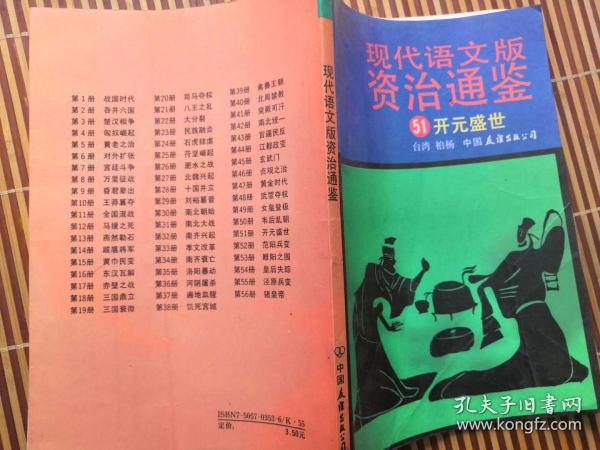 第1册 战国时代
第2册 吞并六国
第3册 楚汉相争
第4册 匈奴崛起
第5册 黄老之治
第6册 对外扩张
第7册 宫廷斗争
第8册 万里征战
第9册 昏君辈出
第10册 王莽篡夺
第11册 全国混战
第12册 马援之死
第13册 燕然勒石
第14册 跋扈将军
第15册 黄巾民变
第16册 东汉瓦解
第17册 赤壁之战
第18册 三国鼎立
第19册 三国衰微
第20册 司马夺权
第21册 八王之乱
第22册 大分裂
第23册 民族融合
第24册 石虎肆虐
第25册 苻坚崛起
第26册 肥水之战
第27册 北魏兴起
第28册 十国并立
第29册 刘裕篡晋
第30册 南北朝始
第31册 南北大战
第32册 南齐兴起
第33册 孝文改革
第34册 南齐衰亡
第35册 洛阳暴动
第36册 河阴屠杀
第37册 遍地血腥
第38册 饥死宫城
第39册 禽兽王朝
第40册 北周禁教
第41册 突厥可汗
第42册 南北统一
第43册 官逼民反
第44册 江都政变
第45册 玄武门
第46册 贞观之治
第47册 黄金时代
第48册 武曌夺权
第49册 女皇登极
第50册 韦后乱朝
第51册 开元盛世
第52册 范阳兵变
第53册 睢阳之围
第54册 皇后失踪
第55册 泾原兵变
第56册 猪皇帝
ISBN7-5057-0353-6/K·55
定价: 3.50元
现代语文版资治通鉴
中国友谊出版公司
现代语文版
资治通鉴
51 开元盛世
台湾 柏杨 中国友谊出版公司
孔夫子旧书网
kongfz.com